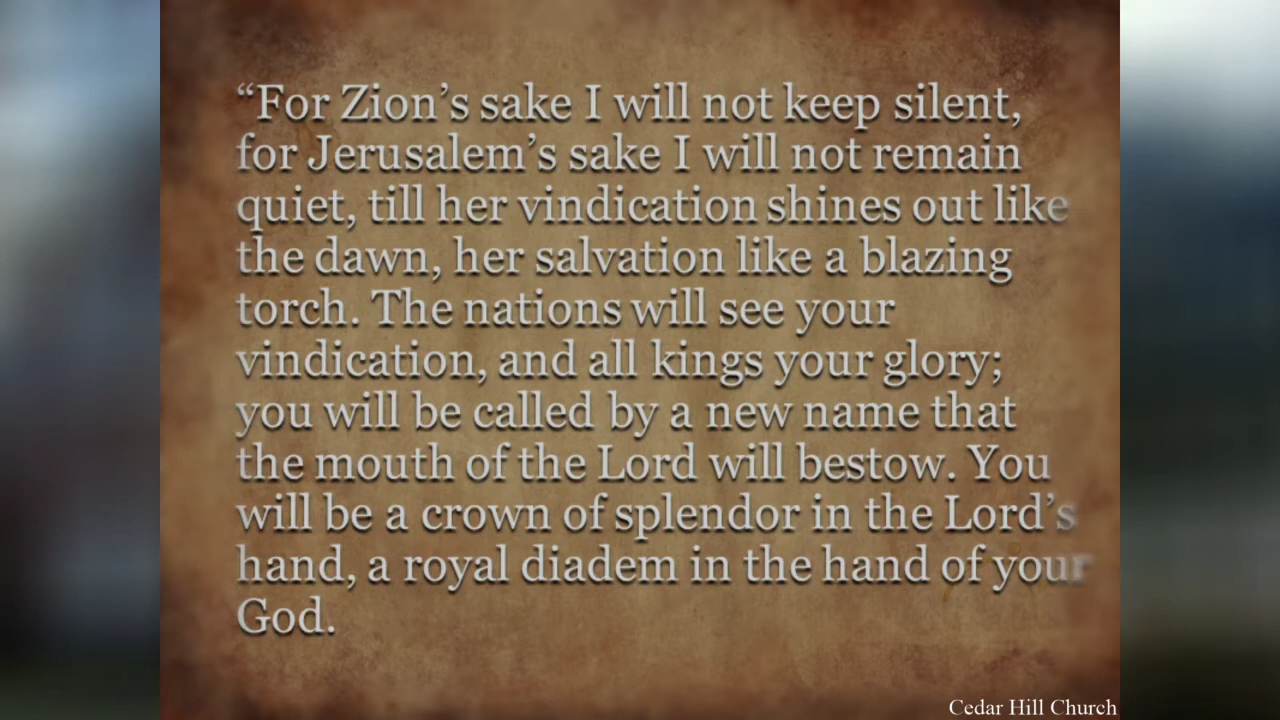 “For Zion’s sake I will not keep silent,
for Jerusalem’s sake I will not remain
quiet, till her vindication shines out like
the dawn, her salvation like a blazing
torch. The nations will see your
vindication, and all kings your glory;
you will be called by a new name that
the mouth of the Lord will bestow. You
will be a crown of splendor in the Lord’s
hand, a royal diadem in the hand of your
God.
Cedar Hill Church